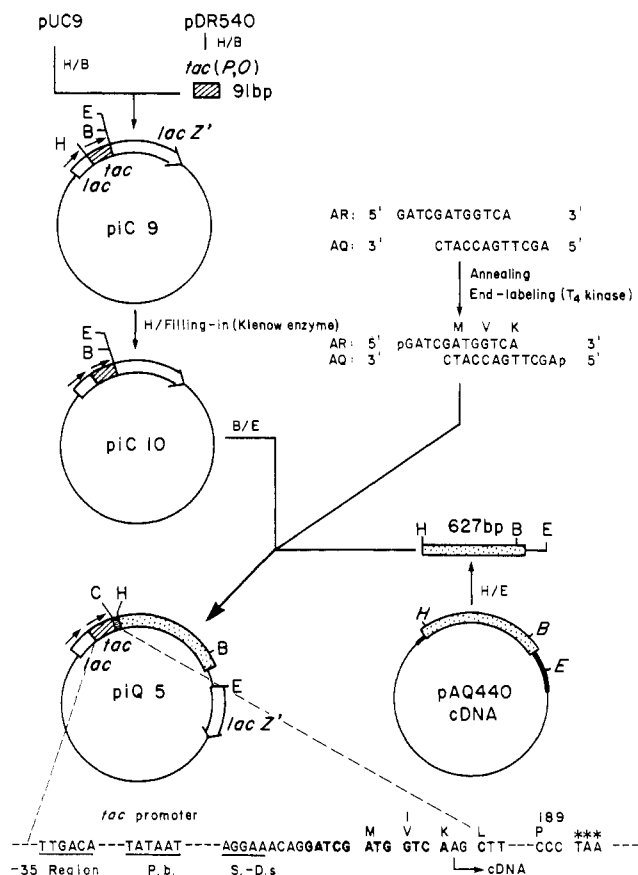 pUC9 pDR540
H/B H/B
tac (P,O)
91bp
E
B
H
lac Z'
tac
lac
piC 9
AR: 5' GATCGATGGTCA 3'
AQ: 3' CTACCAGTTCGA 5'
Annealing
End-labeling (T4 kinase)
H/Filling-in (Klenow enzyme)
M V K
AR: 5' pGATCGATGGTCA 3'
AQ: 3' CTACCAGTTCGAp 5'
E
B
piC 10
B/E
627bp
H B E
H/E
C H
tac
lac
B
E
lac Z'
piQ 5
H
B
E
pAQ440
cDNA
tac promoter
I 189
M V K L P ***
TTGACA TATAAT AGGAAACAGGATCG ATG GTC AAG CTT CCC TAA
-35 Region P.b. S.-D.s cDNA